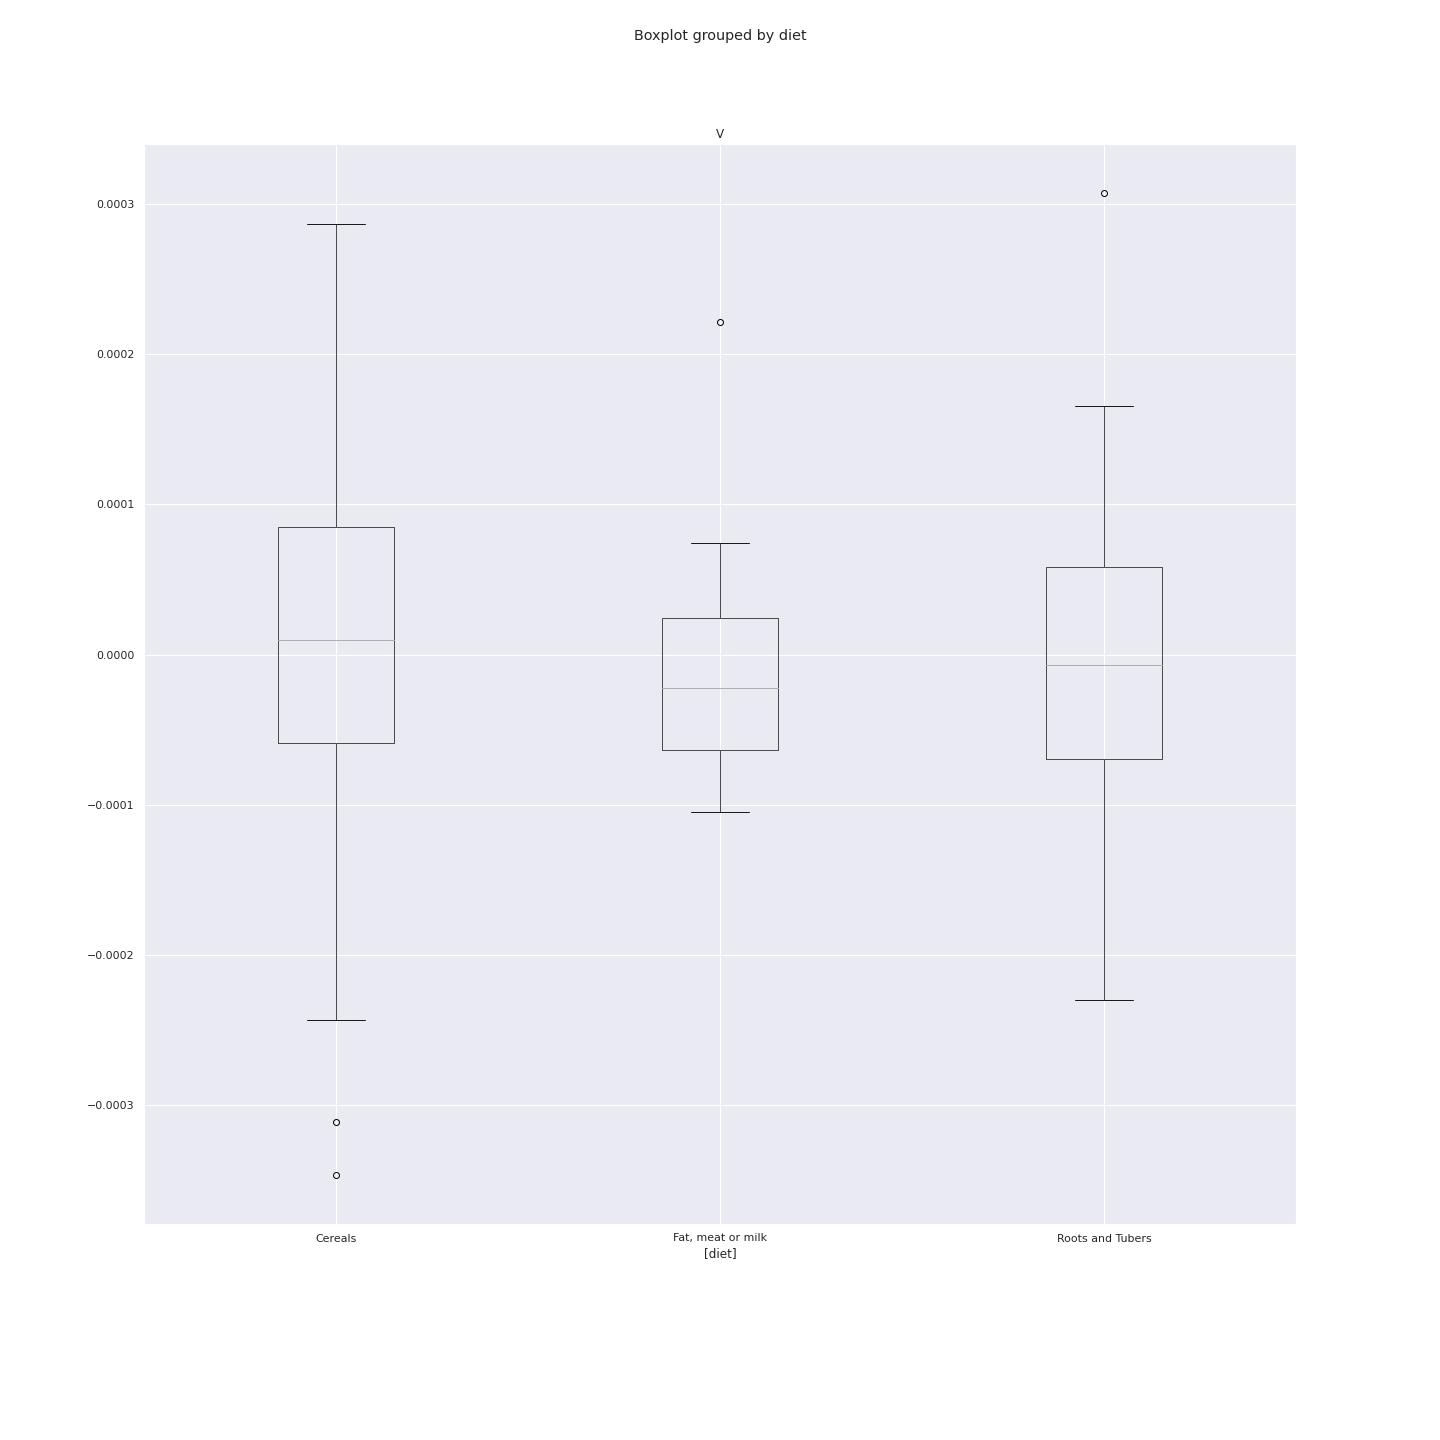 Boxplot grouped by diet
V
0.0003
0.0002
0.0001
0.0000
−0.0001
−0.0002
−0.0003
Cereals
Fat, meat or milk
Roots and Tubers
[diet]